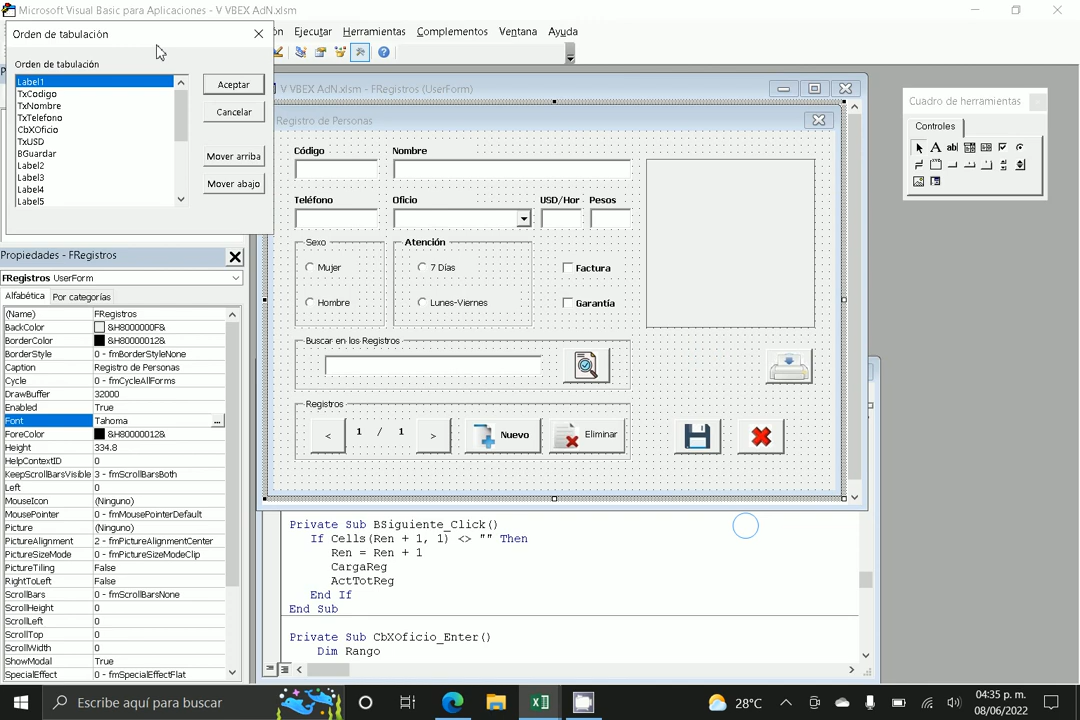 Microsoft Visual Basic para Aplicaciones - V VBEX AdN.xlsm
Ejecutar Herramientas Complementos Ventana Ayuda
Orden de tabulación
Orden de tabulación
Label1
TxCodigo
TxNombre
TxTelefono
CbXOficio
TxUSD
BGuardar
Label2
Label3
Label4
Label5
Aceptar
Cancelar
Mover arriba
Mover abajo
V VBEX AdN.xlsm - FRegistros (UserForm)
Registro de Personas
Código Nombre
Teléfono Oficio USD/Hor Pesos
Sexo Atención
Mujer 7 Días Factura
Hombre Lunes-Viernes Garantía
Buscar en los Registros
Registros
< 1 / 1 > Nuevo Eliminar
Cuadro de herramientas
Controles
A ab|
Propiedades - FRegistros
FRegistros UserForm
Alfabética Por categorías
(Name) FRegistros
BackColor &H8000000F&
BorderColor &H80000012&
BorderStyle 0 - fmBorderStyleNone
Caption Registro de Personas
Cycle 0 - fmCycleAllForms
DrawBuffer 32000
Enabled True
Font Tahoma ...
ForeColor &H80000012&
Height 334.8
HelpContextID 0
KeepScrollBarsVisible 3 - fmScrollBarsBoth
Left 0
MouseIcon (Ninguno)
MousePointer 0 - fmMousePointerDefault
Picture (Ninguno)
PictureAlignment 2 - fmPictureAlignmentCenter
PictureSizeMode 0 - fmPictureSizeModeClip
PictureTiling False
RightToLeft False
ScrollBars 0 - fmScrollBarsNone
ScrollHeight 0
ScrollLeft 0
ScrollTop 0
ScrollWidth 0
ShowModal True
SpecialEffect 0 - fmSpecialEffectFlat
Private Sub BSiguiente_Click()
If Cells(Ren + 1, 1) <> "" Then
Ren = Ren + 1
CargaReg
ActTotReg
End If
End Sub
Private Sub CbXOficio_Enter()
Dim Rango
Escribe aquí para buscar
28°C
04:35 p. m.
08/06/2022